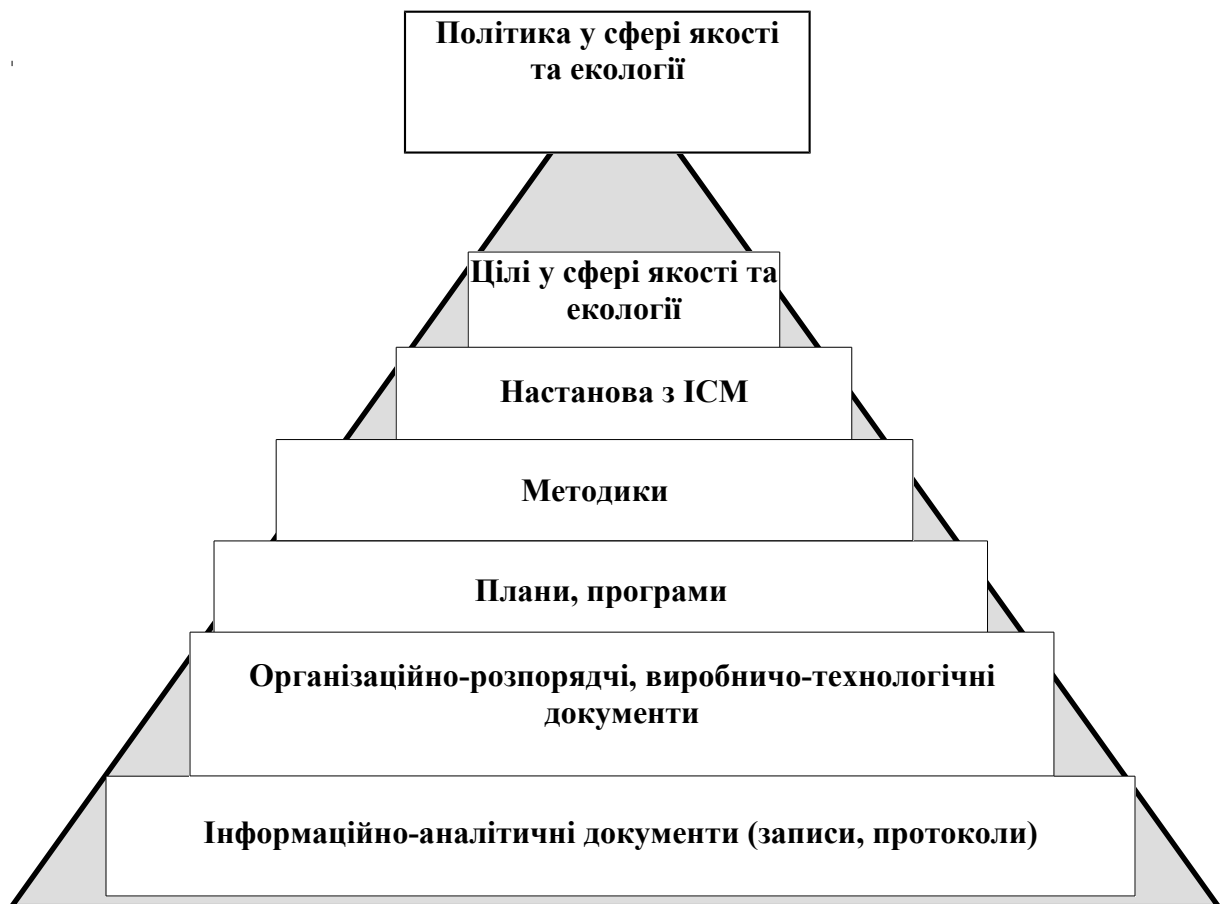 Політика у сфері якості
та екології
Цілі у сфері якості та
екології
Настанова з ІСМ
Методики
Плани, програми
Організаційно-розпорядчі, виробничо-технологічні
документи
Інформаційно-аналітичні документи (записи, протоколи)